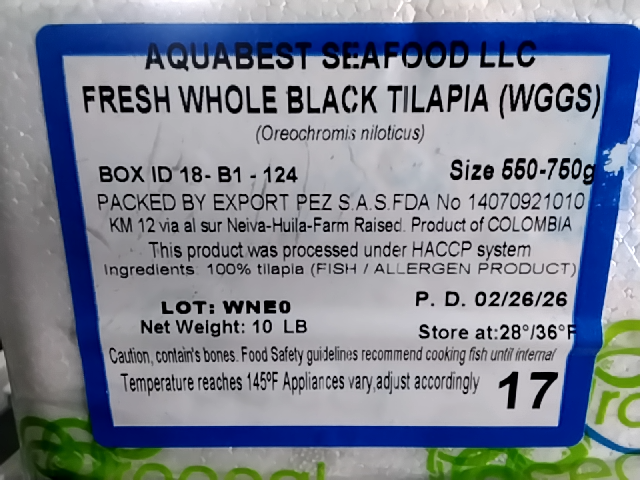 AQUABEST SEAFOOD LLC
FRESH WHOLE BLACK TILAPIA (WGGS)
(Oreochromis niloticus)
BOX ID 18- B1 - 124 Size 550-750g
PACKED BY EXPORT PEZ S.A.S.FDA No 14070921010
KM 12 via al sur Neiva-Huila-Farm Raised. Product of COLOMBIA
This product was processed under HACCP system
Ingredients: 100% tilapia (FISH / ALLERGEN PRODUCT)
LOT: WNE0 P. D. 02/26/26
Net Weight: 10 LB Store at:28°/36°F
Caution, contain's bones. Food Safety guidelines recommend cooking fish until internal
Temperature reaches 145ºF Appliances vary,adjust accordingly 17